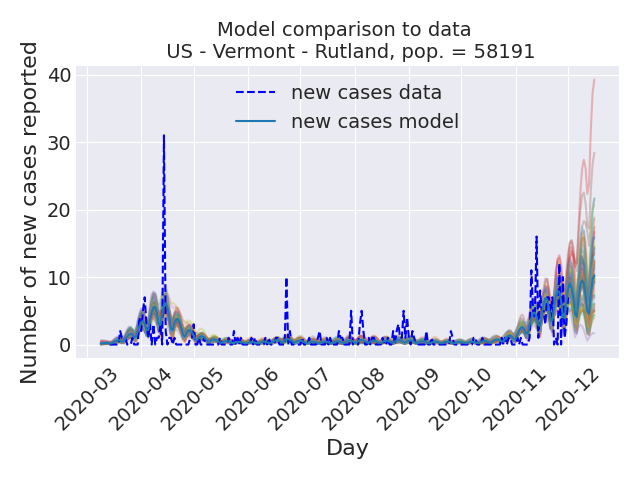 Model comparison to data
US - Vermont - Rutland, pop. = 58191
Number of new cases reported
40
30
20
10
0
new cases data
new cases model
2020-03
2020-04
2020-05
2020-06
2020-07
2020-08
2020-09
2020-10
2020-11
2020-12
Day